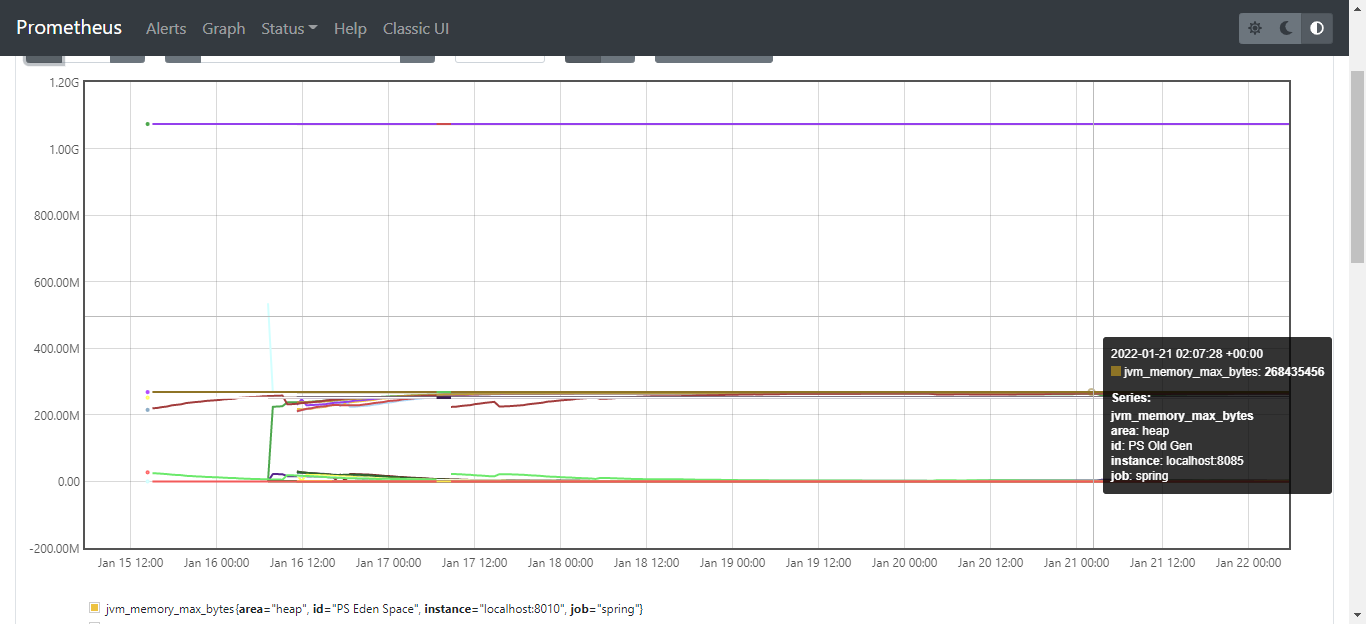 Prometheus Alerts Graph Status Help Classic UI
1.20G
1.00G
800.00M
600.00M
400.00M
200.00M
0.00
-200.00M
2022-01-21 02:07:28 +00:00
jvm_memory_max_bytes: 268435456
Series:
jvm_memory_max_bytes
area: heap
id: PS Old Gen
instance: localhost:8085
job: spring
Jan 15 12:00 Jan 16 00:00 Jan 16 12:00 Jan 17 00:00 Jan 17 12:00 Jan 18 00:00 Jan 18 12:00 Jan 19 00:00 Jan 19 12:00 Jan 20 00:00 Jan 20 12:00 Jan 21 00:00 Jan 21 12:00 Jan 22 00:00
jvm_memory_max_bytes{area="heap", id="PS Eden Space", instance="localhost:8010", job="spring"}